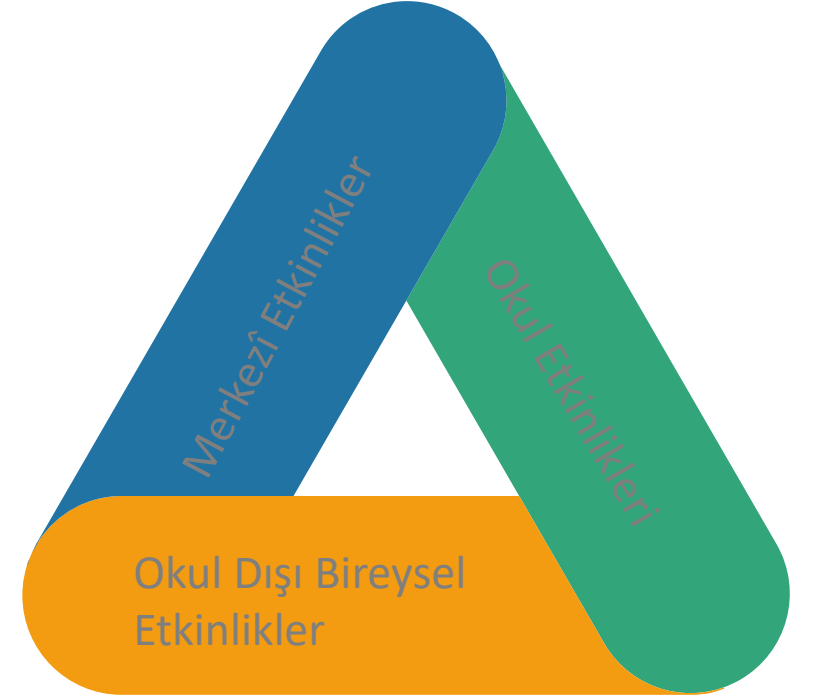 Merkezî Etkinlikler
Okul Etkinlikleri
Okul Dışı Bireysel
Etkinlikler